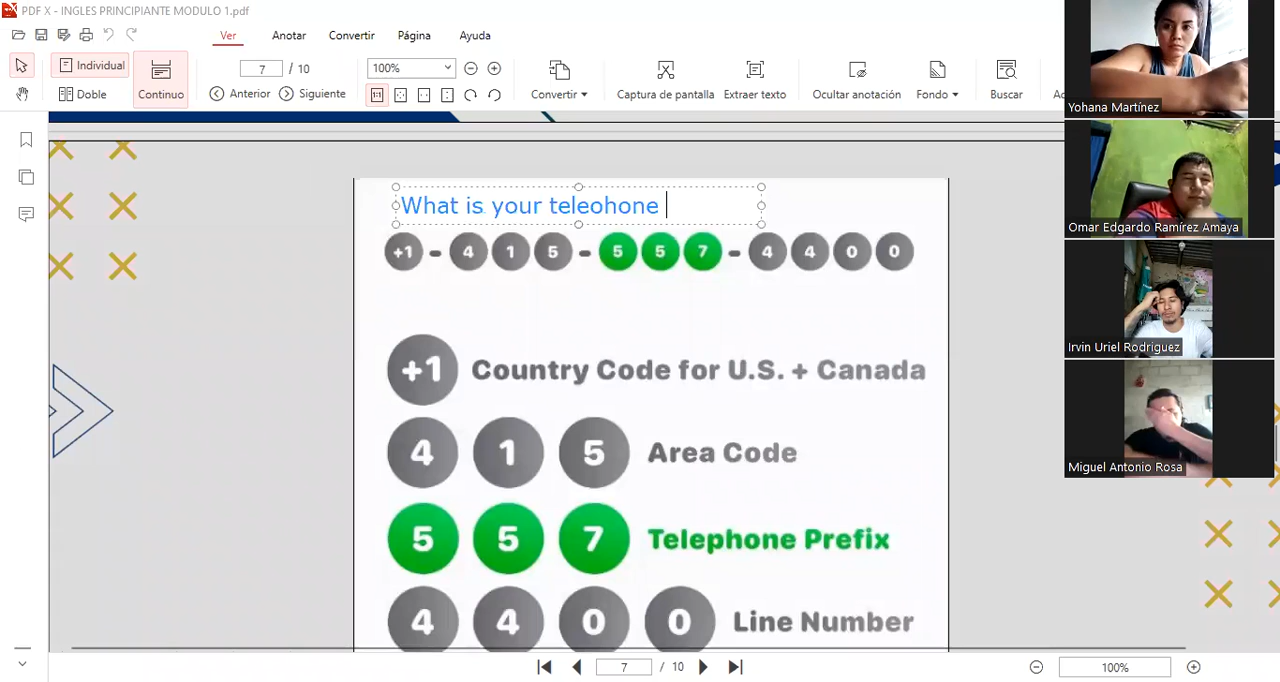 PDF X - INGLES PRINCIPIANTE MODULO 1.pdf
Ver Anotar Convertir Página Ayuda
Individual
Doble
Continuo
7 / 10
Anterior Siguiente
100%
Convertir
Captura de pantalla
Extraer texto
Ocultar anotación
Fondo
Buscar
What is your teleohone
+1 - 4 1 5 - 5 5 7 - 4 4 0 0
+1 Country Code for U.S. + Canada
4 1 5 Area Code
5 5 7 Telephone Prefix
4 4 0 0 Line Number
Yohana Martínez
Omar Edgardo Ramírez Amaya
Irvin Uriel Rodriguez
Miguel Antonio Rosa
7 / 10
100%